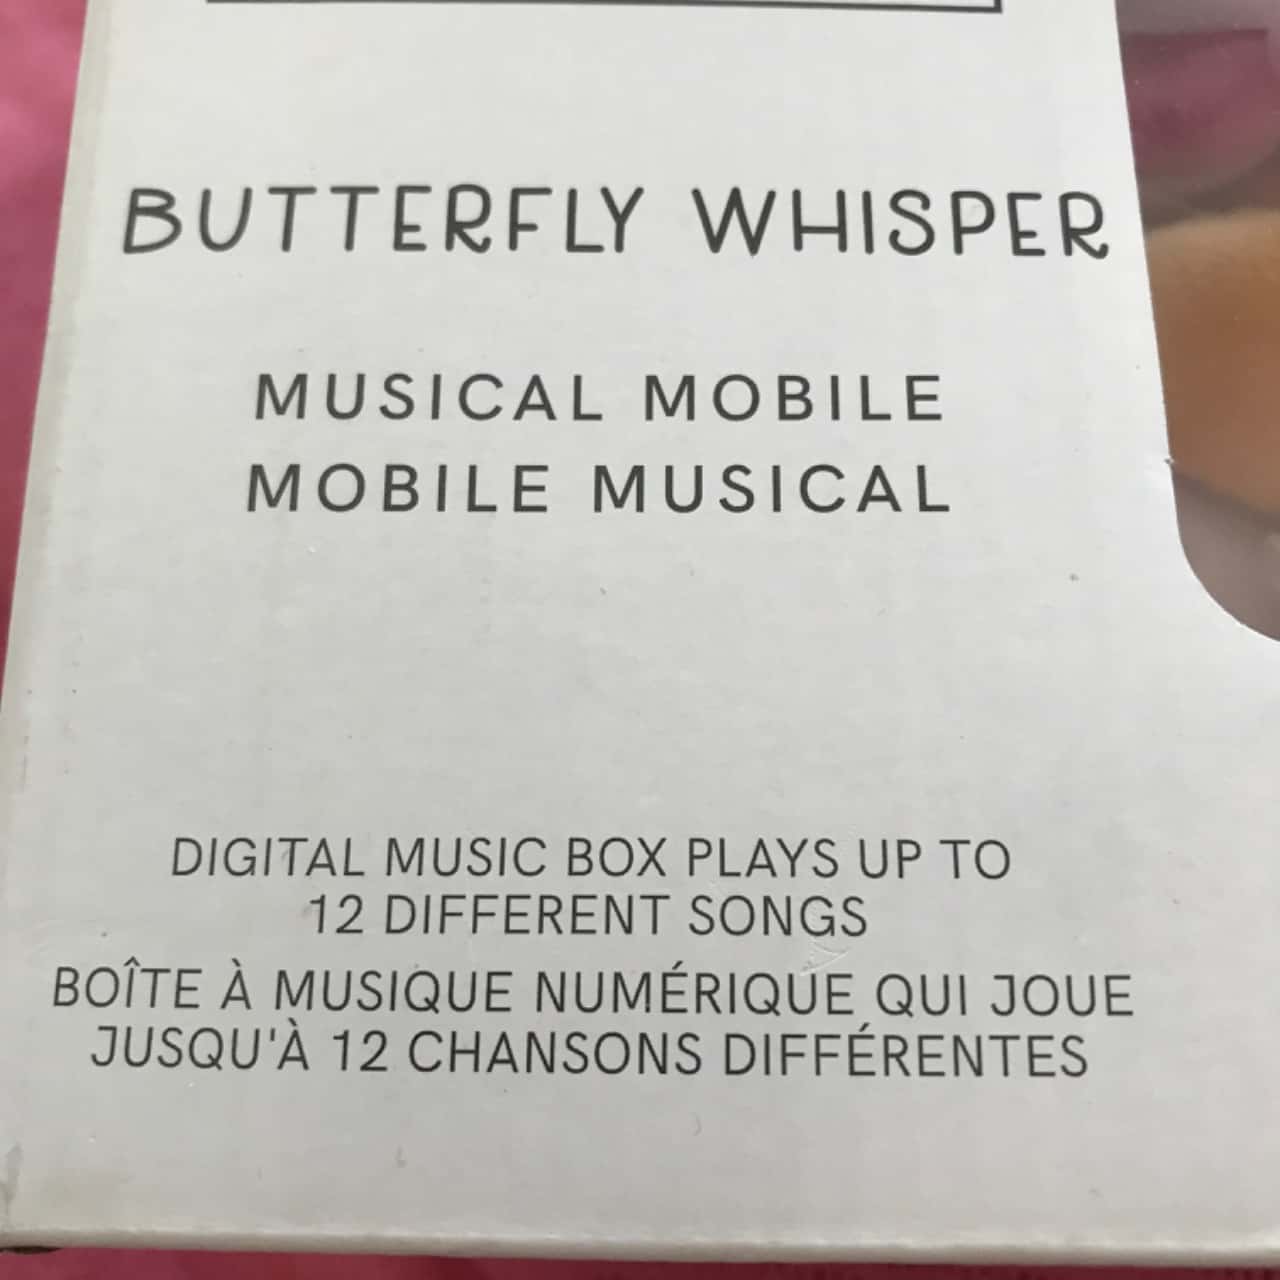 BUTTERFLY WHISPER
MUSICAL MOBILE
MOBILE MUSICAL
DIGITAL MUSIC BOX PLAYS UP TO
12 DIFFERENT SONGS
BOÎTE À MUSIQUE NUMÉRIQUE QUI JOUE
JUSQU'À 12 CHANSONS DIFFÉRENTES